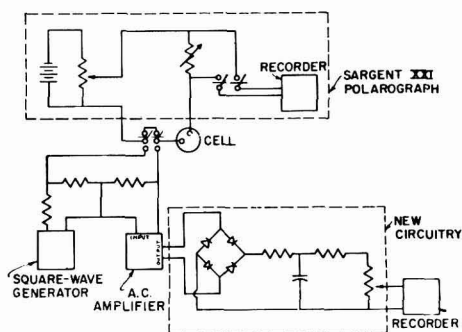 RECORDER
SARGENT XXI
POLAROGRAPH
CELL
INPUT
OUTPUT
NEW
CIRCUITRY
SQUARE-WAVE
GENERATOR
A.C.
AMPLIFIER
RECORDER